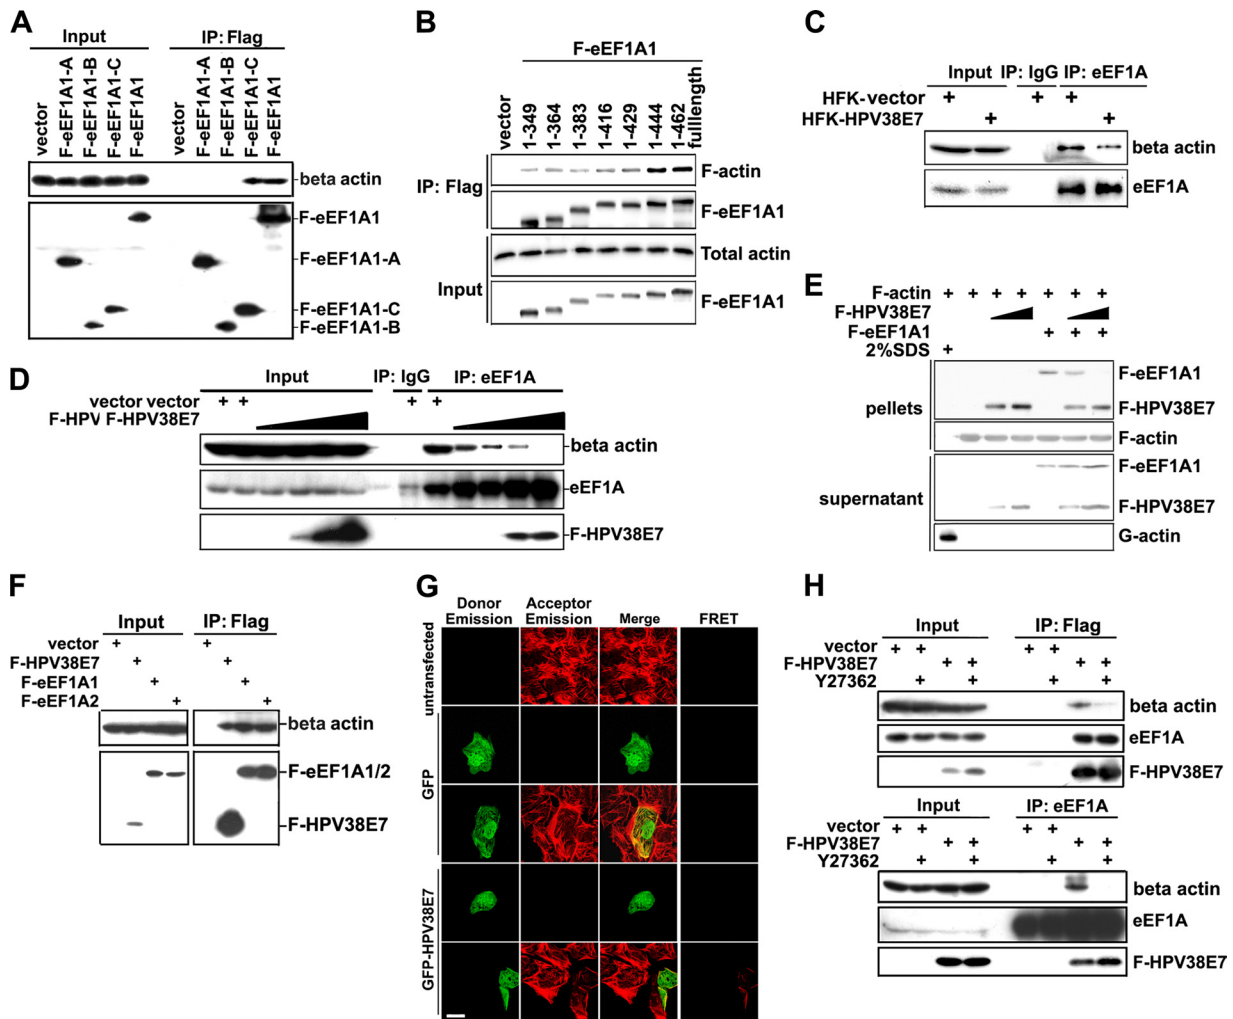 A
Input
IP: Flag
vector
F-eEF1A1-A
F-eEF1A1-B
F-eEF1A1-C
F-eEF1A1
vector
F-eEF1A1-A
F-eEF1A1-B
F-eEF1A1-C
F-eEF1A1
beta actin
F-eEF1A1
F-eEF1A1-A
F-eEF1A1-C
F-eEF1A1-B
B
F-eEF1A1
vector
1-349
1-364
1-383
1-416
1-429
1-444
1-462
fulllength
IP: Flag
F-actin
F-eEF1A1
Input
Total actin
F-eEF1A1
C
Input IP: IgG IP: eEF1A
HFK-vector + + +
HFK-HPV38E7 + +
beta actin
eEF1A
D
Input IP: IgG IP: eEF1A
vector vector + + + +
F-HPV F-HPV38E7
beta actin
eEF1A
F-HPV38E7
E
F-actin + + + + + + +
F-HPV38E7
F-eEF1A1 + + +
2%SDS +
pellets
F-eEF1A1
F-HPV38E7
F-actin
supernatant
F-eEF1A1
F-HPV38E7
G-actin
F
Input IP: Flag
vector + +
F-HPV38E7 + +
F-eEF1A1 + +
F-eEF1A2 + +
beta actin
F-eEF1A1/2
F-HPV38E7
G
Donor Emission
Acceptor Emission
Merge
FRET
untransfected
GFP
GFP-HPV38E7
H
Input IP: Flag
vector + + + +
F-HPV38E7 + + + +
Y27362 + + + +
beta actin
eEF1A
F-HPV38E7
Input IP: eEF1A
vector + + + +
F-HPV38E7 + + + +
Y27362 + + + +
beta actin
eEF1A
F-HPV38E7